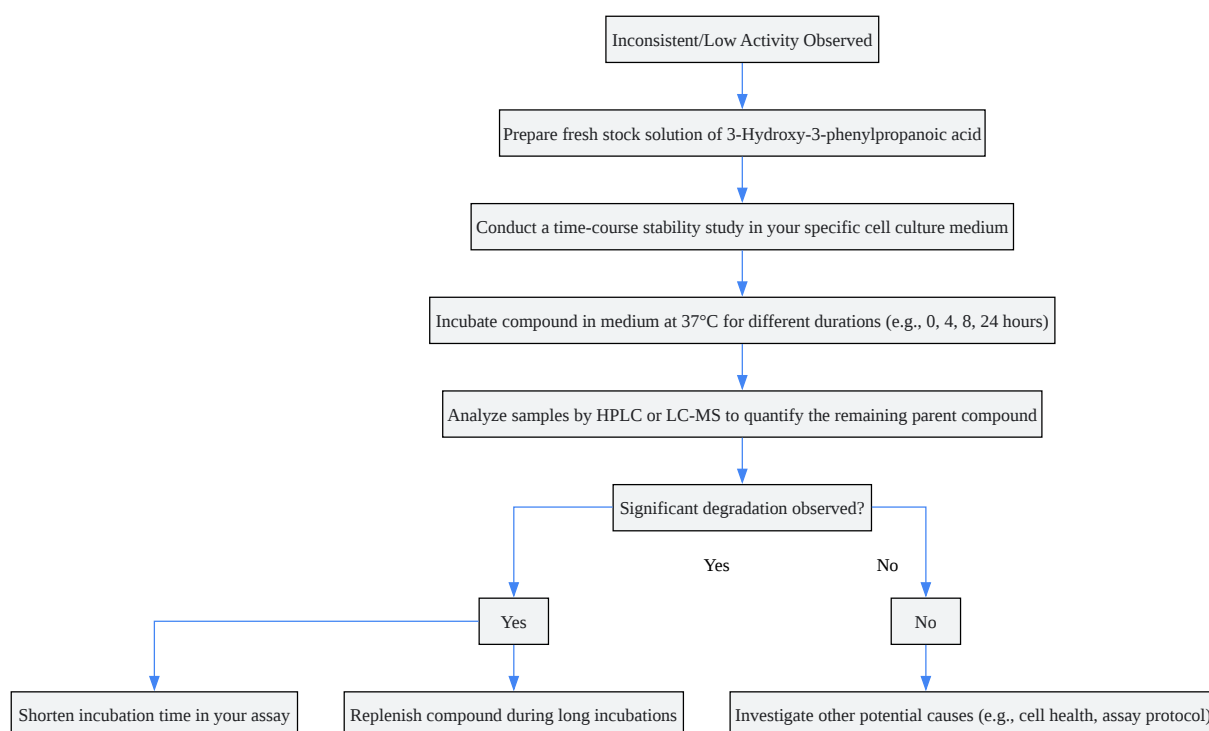 Inconsistent/Low Activity Observed
Prepare fresh stock solution of 3-Hydroxy-3-phenylpropanoic acid
Conduct a time-course stability study in your specific cell culture medium
Incubate compound in medium at 37°C for different durations (e.g., 0, 4, 8, 24 hours)
Analyze samples by HPLC or LC-MS to quantify the remaining parent compound
Significant degradation observed?
Yes
No
Yes
No
Shorten incubation time in your assay
Replenish compound during long incubations
Investigate other potential causes (e.g., cell health, assay protocol)